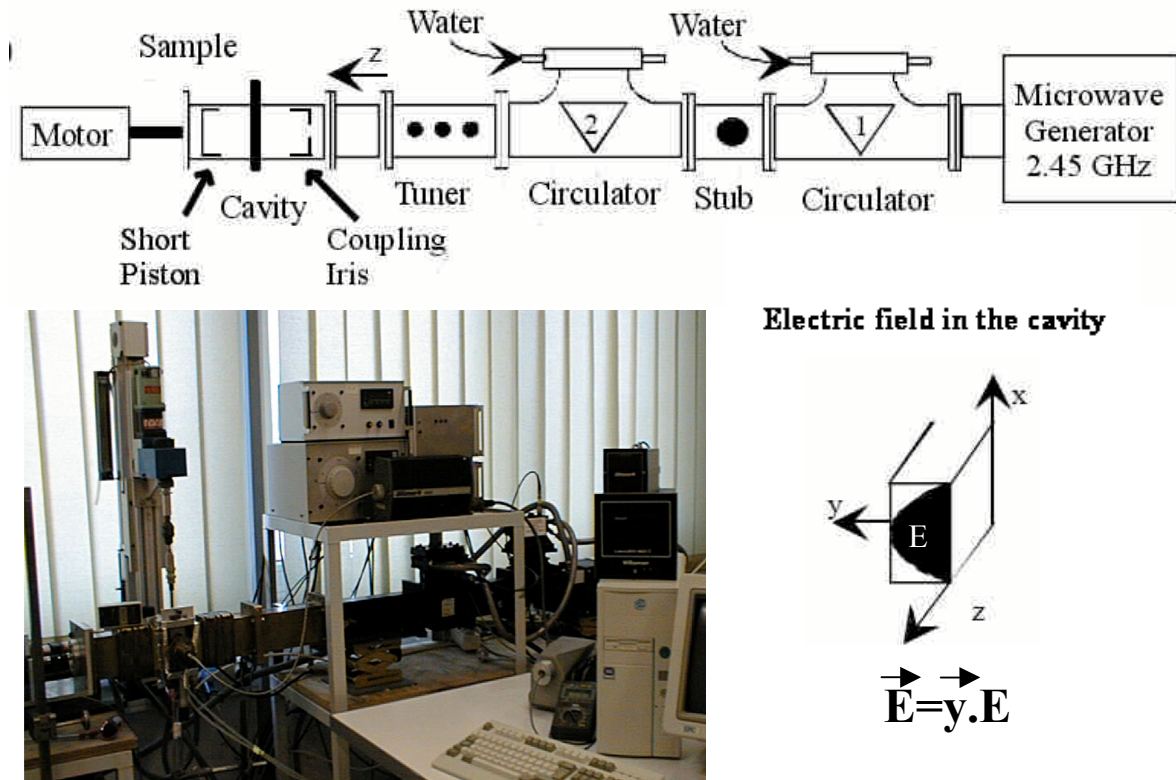 Water
Water
Sample
z
Microwave
Generator
2.45 GHz
Motor
2
1
Tuner
Circulator
Stub
Circulator
Cavity
Short
Piston
Coupling
Iris
Electric field in the cavity
x
y
E
z
E=y.E